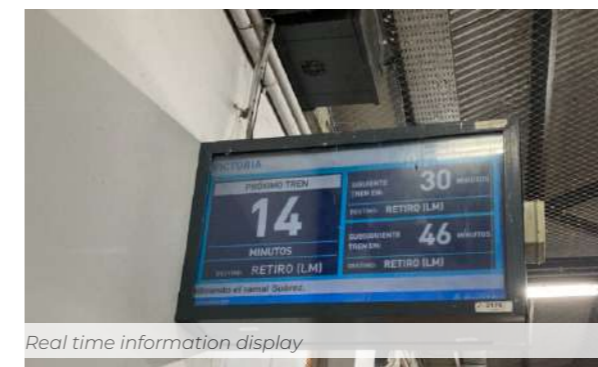 VICTORIA
PRÓXIMO TREN
14
MINUTOS
DESTINO: RETIRO (LM)
SIGUIENTE
TREN EN: 30 MINUTOS
DESTINO: RETIRO (LM)
SUBSIGUIENTE
TREN EN: 46 MINUTOS
DESTINO: RETIRO (LM)
el ramal Suárez.
Real time information display